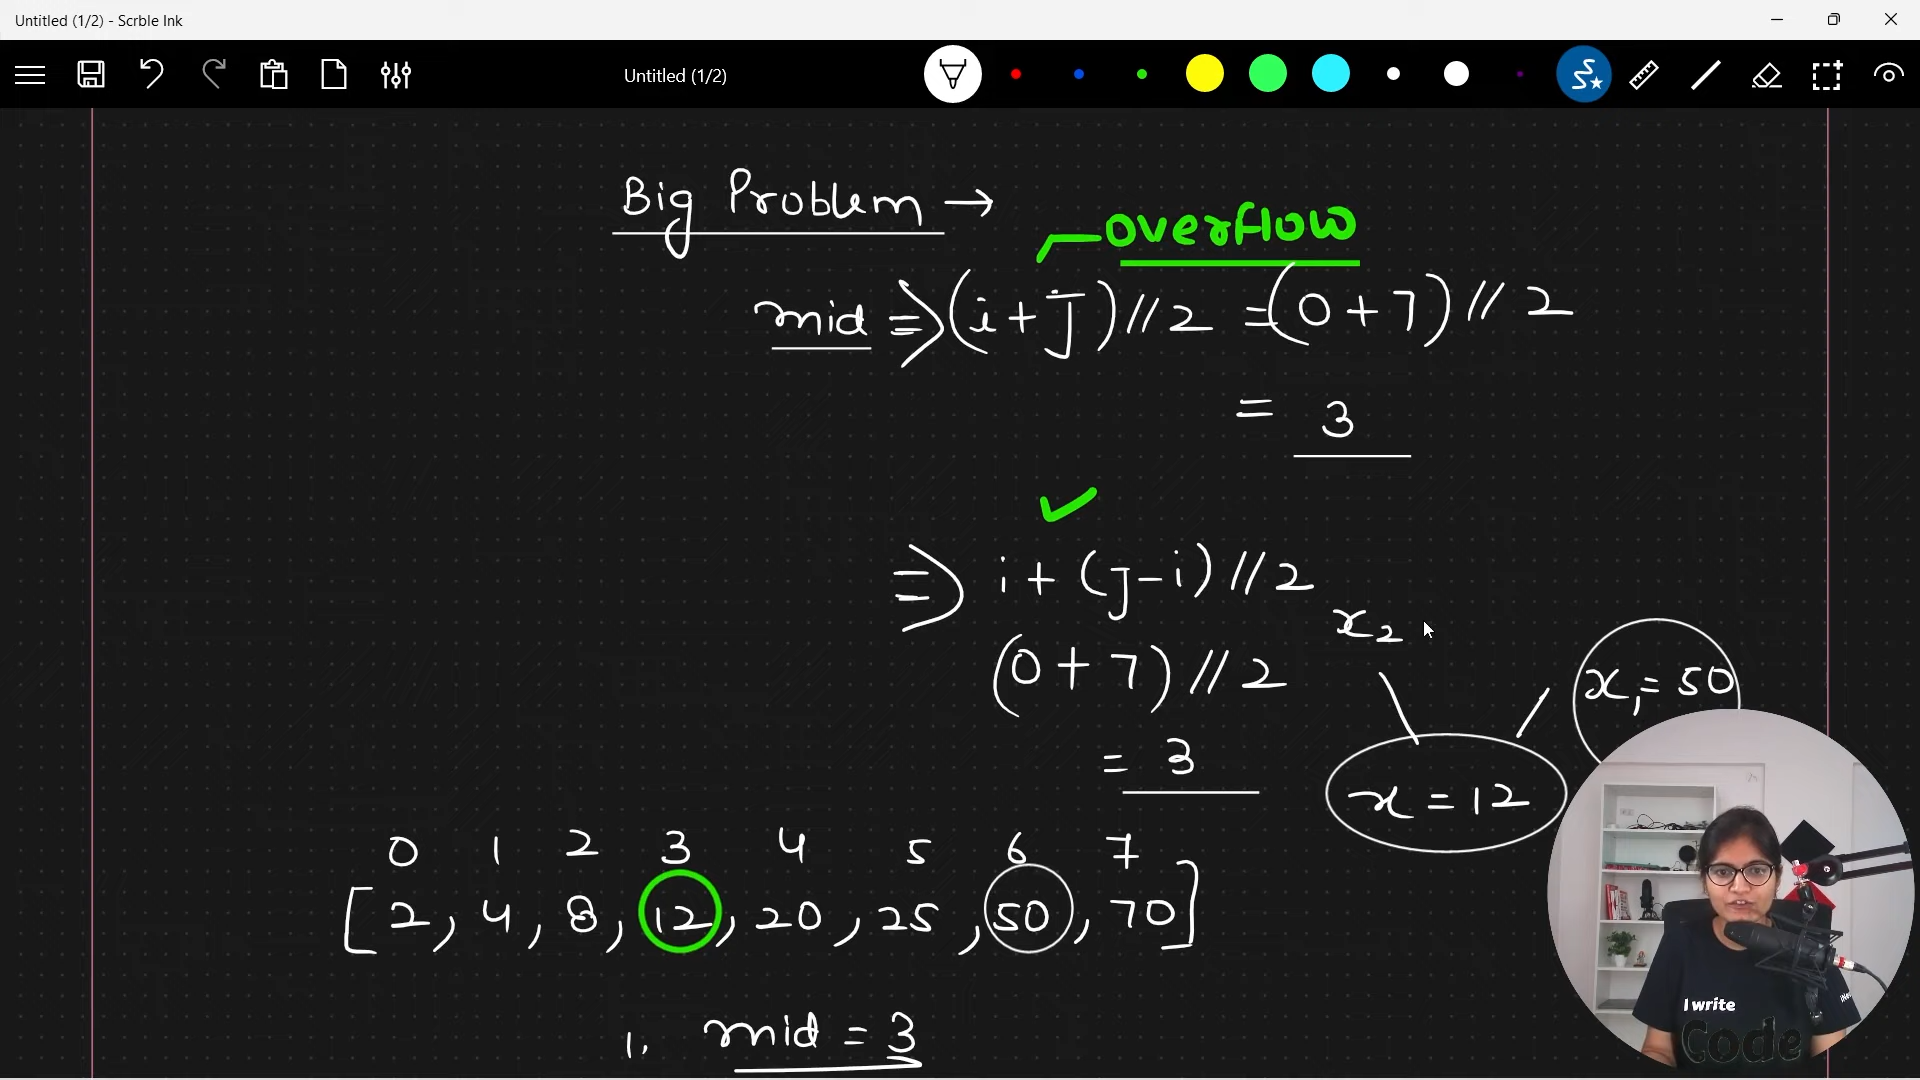 Untitled (1/2) - Scrble Ink
Untitled (1/2)
Big Problem →
overflow
mid ⇒ (i+j)//2 = (0+7)//2
= 3
✓
⇒ i + (j-i)//2
x2
(0+7)//2
x1 = 50
= 3
x = 12
0 1 2 3 4 5 6 7
[2, 4, 8, 12, 20, 25, 50, 70]
1. mid = 3
I write
Code